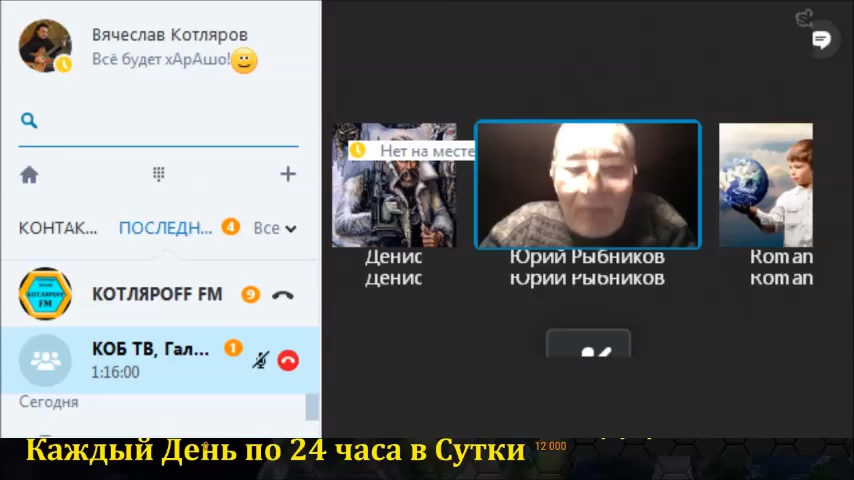 Вячеслав Котляров
Всё будет хАрАшо!
КОНТАК...
ПОСЛЕДН...
4
Все
КОТЛЯРОFF FM
9
КОБ ТВ, Гал...
1
1:16:00
Сегодня
Нет на месте
Денис
Юрий Рыбников
Roman
Денис
Юрий Рыбников
Roman
Каждый День по 24 часа в Сутки
12 000